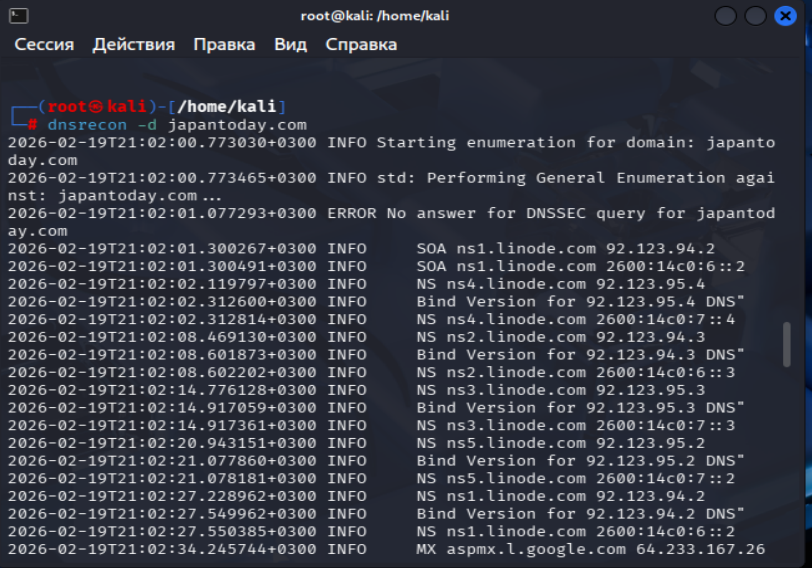 root@kali: /home/kali
Сессия Действия Правка Вид Справка
┌──(root㉿kali)-[/home/kali]
└─# dnsrecon -d japantoday.com
2026-02-19T21:02:00.773030+0300 INFO Starting enumeration for domain: japanto
day.com
2026-02-19T21:02:00.773465+0300 INFO std: Performing General Enumeration agai
nst: japantoday.com...
2026-02-19T21:02:01.077293+0300 ERROR No answer for DNSSEC query for japantod
ay.com
2026-02-19T21:02:01.300267+0300 INFO SOA ns1.linode.com 92.123.94.2
2026-02-19T21:02:01.300491+0300 INFO SOA ns1.linode.com 2600:14c0:6::2
2026-02-19T21:02:02.119797+0300 INFO NS ns4.linode.com 92.123.95.4
2026-02-19T21:02:02.312600+0300 INFO Bind Version for 92.123.95.4 DNS"
2026-02-19T21:02:02.312814+0300 INFO NS ns4.linode.com 2600:14c0:7::4
2026-02-19T21:02:08.469130+0300 INFO NS ns2.linode.com 92.123.94.3
2026-02-19T21:02:08.601873+0300 INFO Bind Version for 92.123.94.3 DNS"
2026-02-19T21:02:08.602202+0300 INFO NS ns2.linode.com 2600:14c0:6::3
2026-02-19T21:02:14.776128+0300 INFO NS ns3.linode.com 92.123.95.3
2026-02-19T21:02:14.917059+0300 INFO Bind Version for 92.123.95.3 DNS"
2026-02-19T21:02:14.917361+0300 INFO NS ns3.linode.com 2600:14c0:7::3
2026-02-19T21:02:20.943151+0300 INFO NS ns5.linode.com 92.123.95.2
2026-02-19T21:02:21.077860+0300 INFO Bind Version for 92.123.95.2 DNS"
2026-02-19T21:02:21.078181+0300 INFO NS ns5.linode.com 2600:14c0:7::2
2026-02-19T21:02:27.228962+0300 INFO NS ns1.linode.com 92.123.94.2
2026-02-19T21:02:27.549962+0300 INFO Bind Version for 92.123.94.2 DNS"
2026-02-19T21:02:27.550385+0300 INFO NS ns1.linode.com 2600:14c0:6::2
2026-02-19T21:02:34.245744+0300 INFO MX aspmx.l.google.com 64.233.167.26